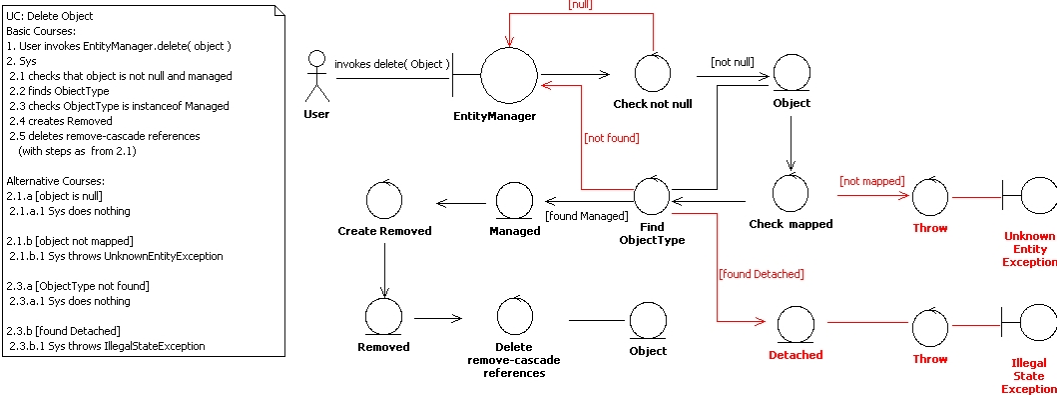 UC: Delete Object
Basic Courses:
1. User invokes EntityManager.delete( object )
2. Sys
2.1 checks that object is not null and managed
2.2 finds ObjectType
2.3 checks ObjectType is instanceof Managed
2.4 creates Removed
2.5 deletes remove-cascade references
(with steps as from 2.1)
Alternative Courses:
2.1.a [object is null]
2.1.a.1 Sys does nothing
2.1.b [object not mapped]
2.1.b.1 Sys throws UnknownEntityException
2.3.a [ObjectType not found]
2.3.a.1 Sys does nothing
2.3.b [found Detached]
2.3.b.1 Sys throws IllegalStateException
[null]
invokes delete( Object )
[not null]
User
EntityManager
Check not null
Object
[not found]
[not mapped]
[found Managed]
Create Removed
Managed
Find
ObjectType
Check mapped
Throw
Unknown
Entity
Exception
[found Detached]
Removed
Delete
remove-cascade
references
Object
Detached
Throw
Illegal
State
Exception